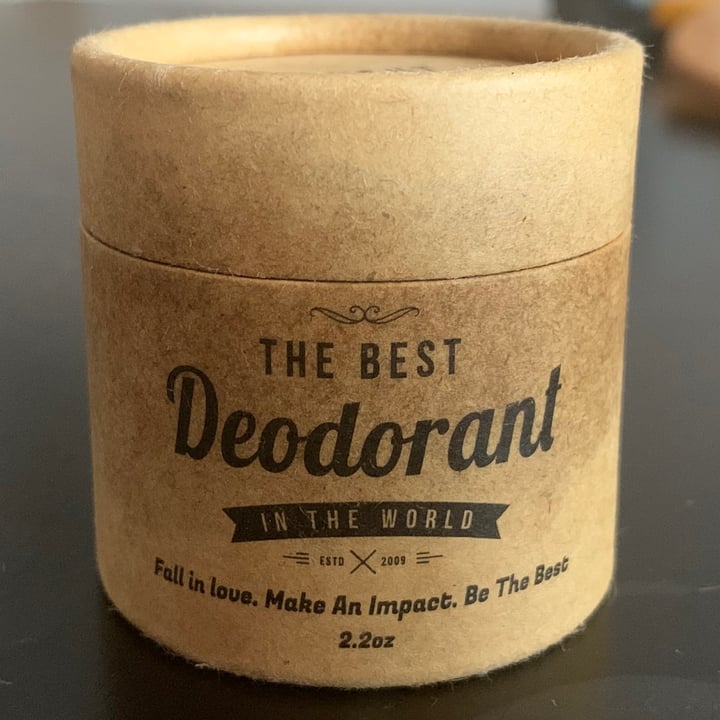 THE BEST
Deodorant
IN THE WORLD
ESTD 2009
Fall in love. Make An Impact. Be The Best
2.2oz